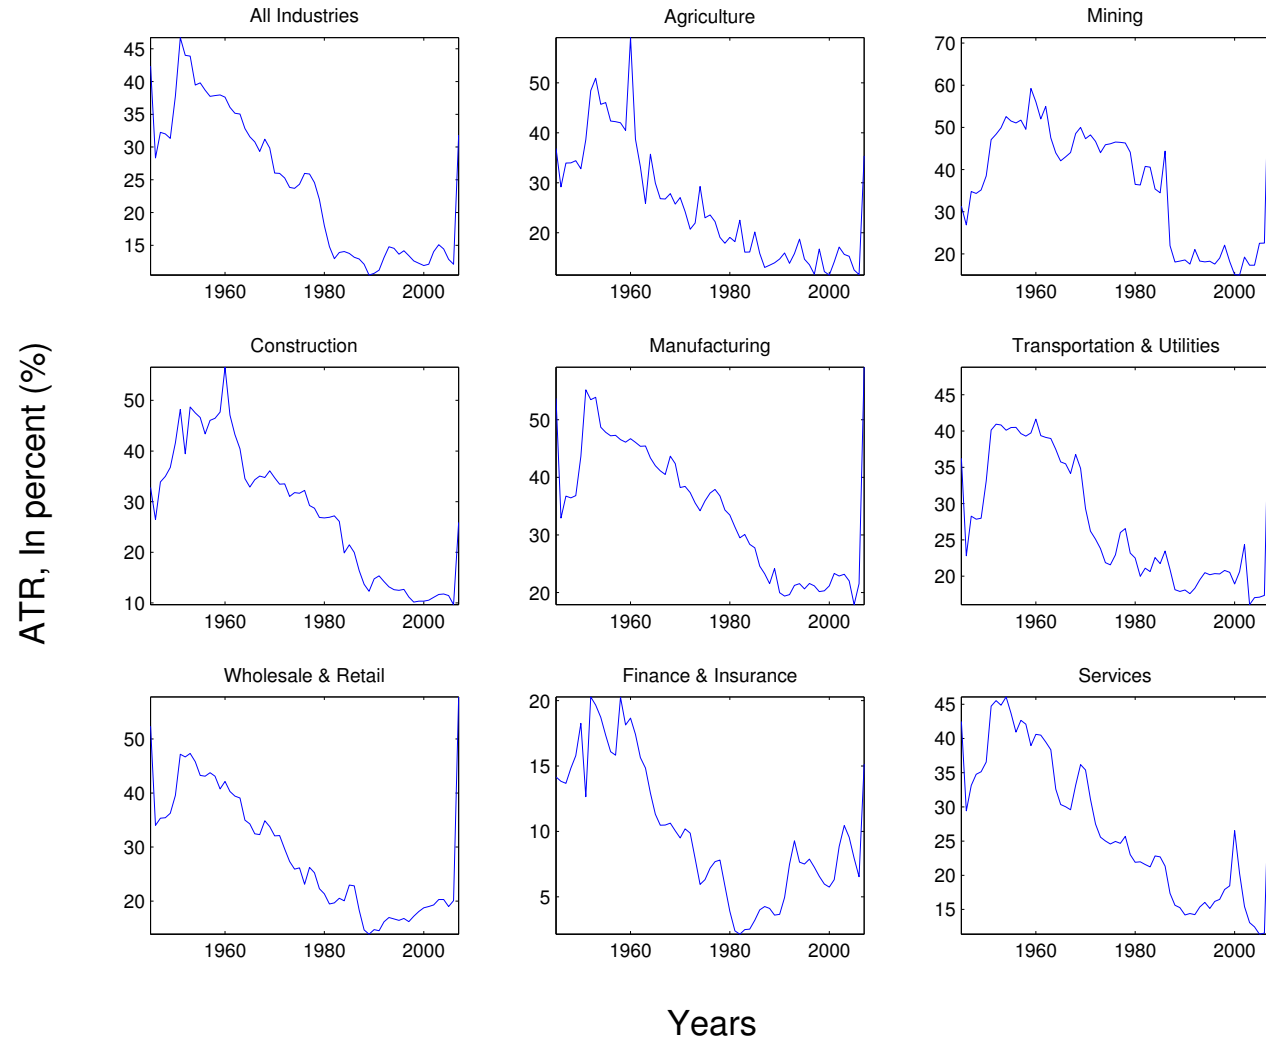 All Industries
45
40
35
30
25
20
15
1960 1980 2000
Agriculture
50
40
30
20
1960 1980 2000
Mining
70
60
50
40
30
20
1960 1980 2000
Construction
50
40
30
20
10
1960 1980 2000
Manufacturing
50
40
30
20
1960 1980 2000
Transportation & Utilities
45
40
35
30
25
20
1960 1980 2000
Wholesale & Retail
50
40
30
20
1960 1980 2000
Finance & Insurance
20
15
10
5
1960 1980 2000
Services
45
40
35
30
25
20
15
1960 1980 2000
ATR, In percent (%)
Years